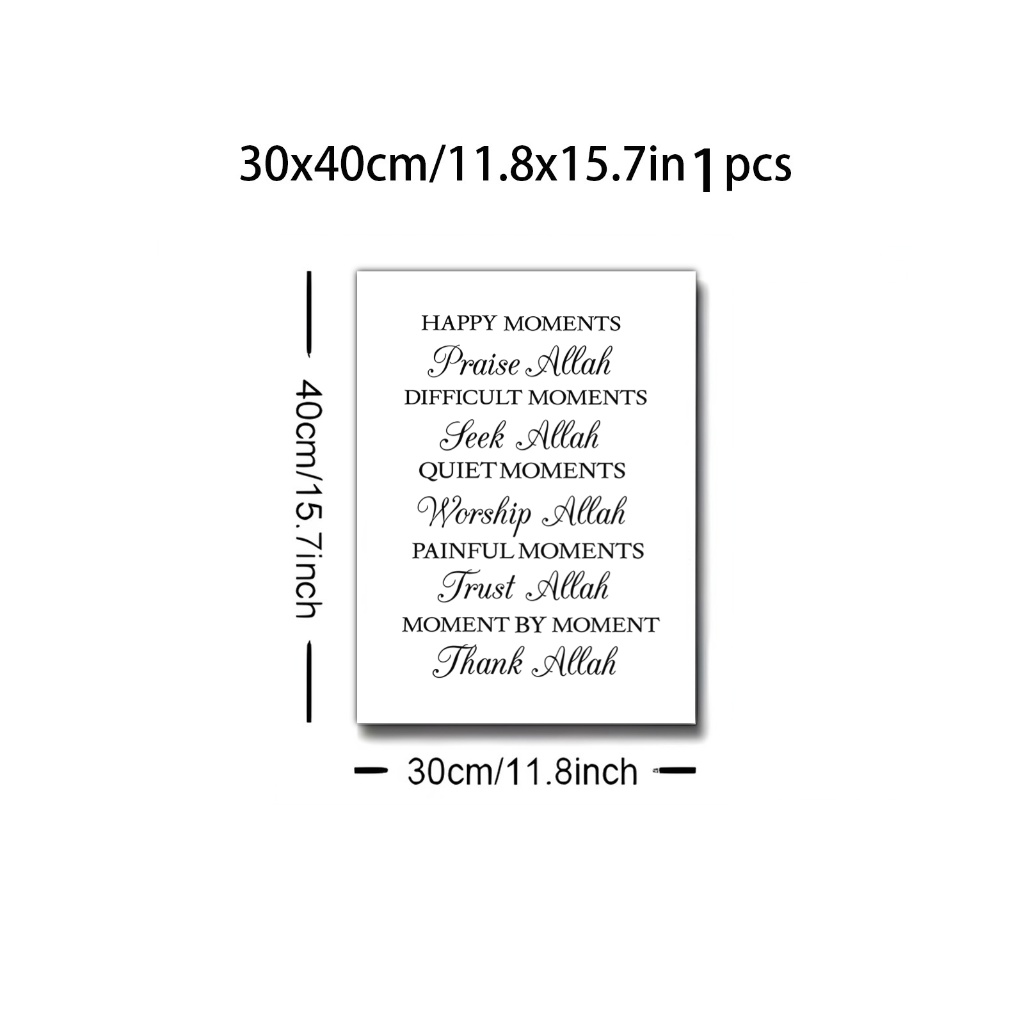 30x40cm/11.8x15.7in 1 pcs
HAPPY MOMENTS
Praise Allah
DIFFICULT MOMENTS
Seek Allah
QUIET MOMENTS
Worship Allah
PAINFUL MOMENTS
Trust Allah
MOMENT BY MOMENT
Thank Allah
40cm/15.7inch
30cm/11.8inch